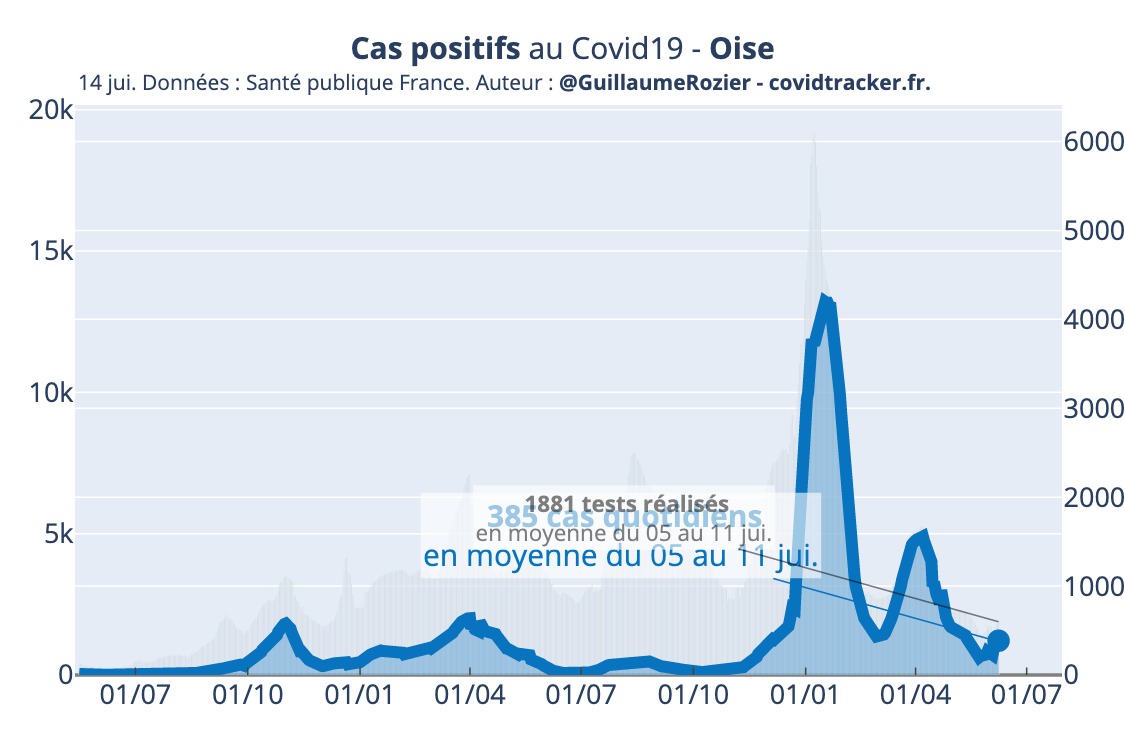 Cas positifs au Covid19 - Oise
14 jui. Données : Santé publique France. Auteur : @GuillaumeRozier - covidtracker.fr.
20k
15k
10k
5k
0
6000
5000
4000
3000
2000
1000
0
1881 tests réalisés
en moyenne du 05 au 11 jui.
385 cas quotidiens
en moyenne du 05 au 11 jui.
01/07 01/10 01/01 01/04 01/07 01/10 01/01 01/04 01/07